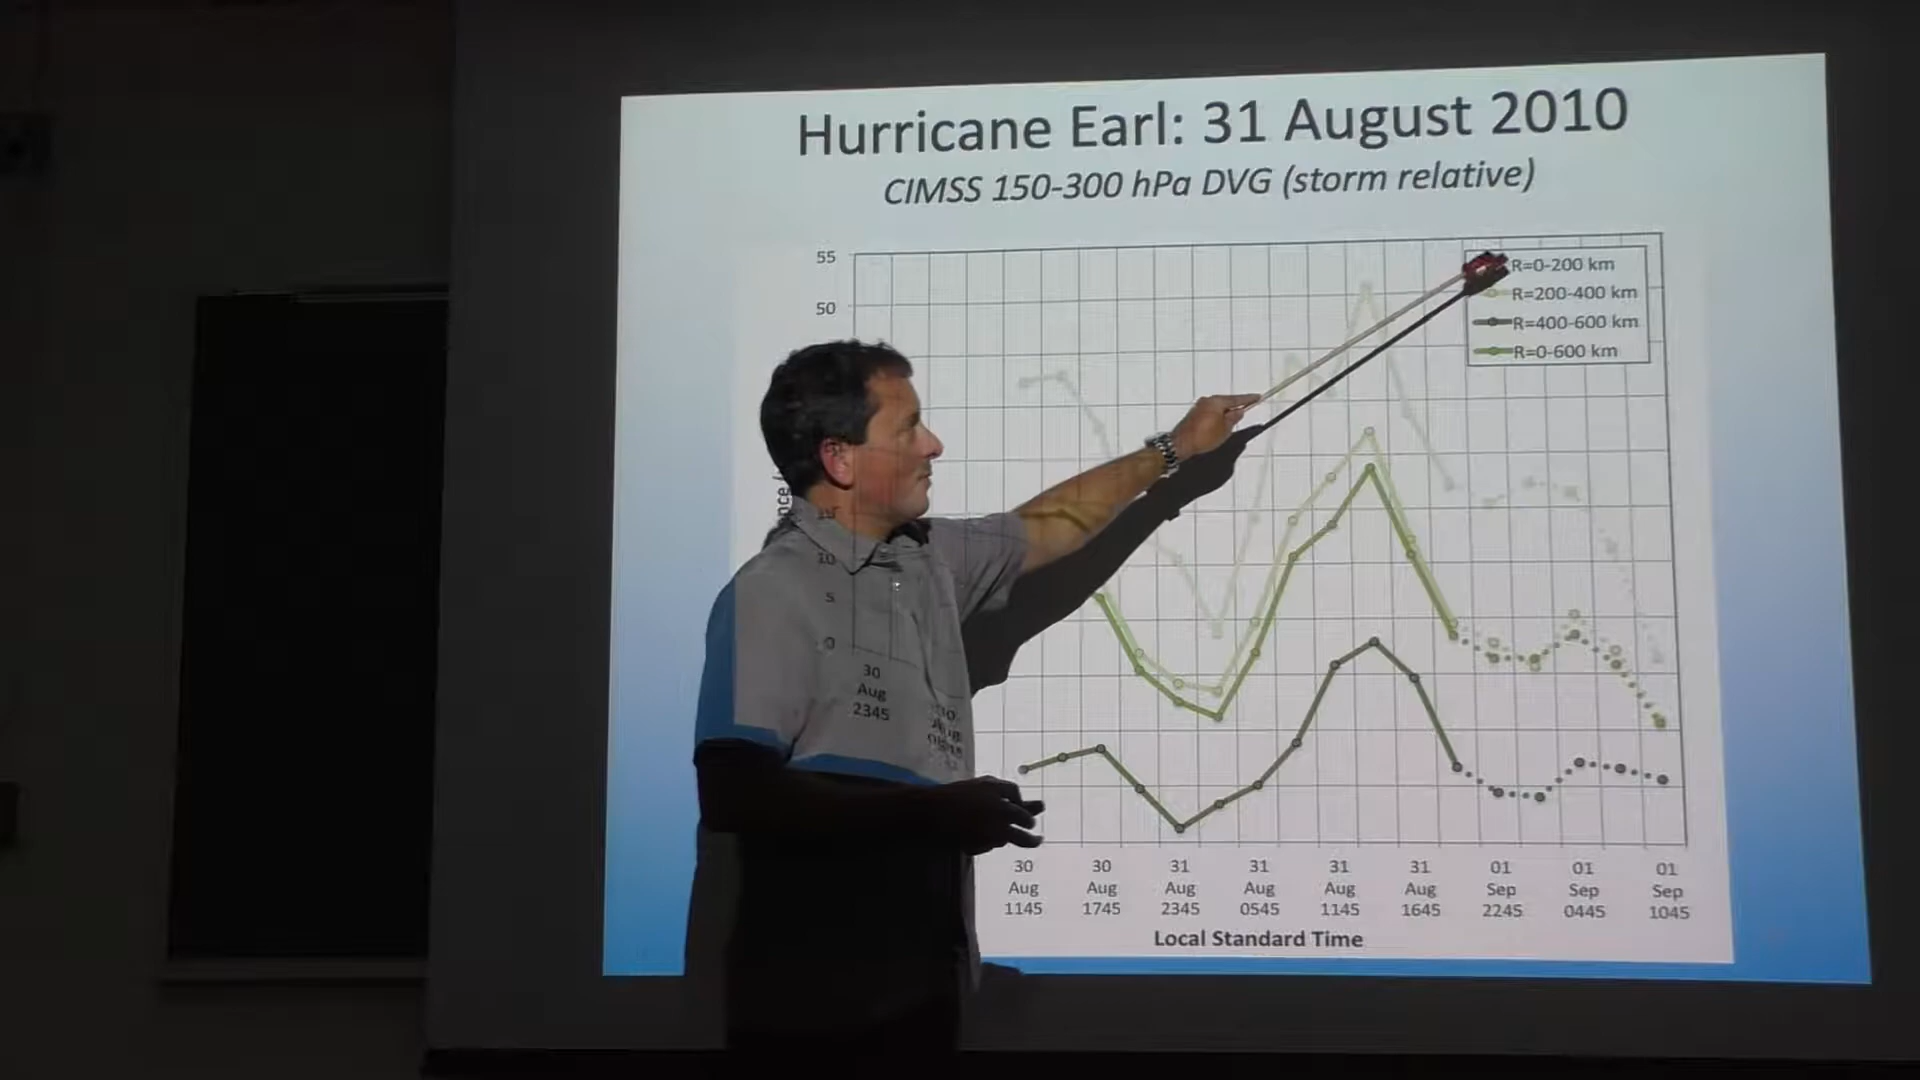 Hurricane Earl: 31 August 2010
CIMSS 150-300 hPa DVG (storm relative)
55
50
10
5
0
R=0-200 km
R=200-400 km
R=400-600 km
R=0-600 km
30 Aug 2345
30 Aug 1145
30 Aug 1745
31 Aug 2345
31 Aug 0545
31 Aug 1145
31 Aug 1645
01 Sep 2245
01 Sep 0445
01 Sep 1045
Local Standard Time